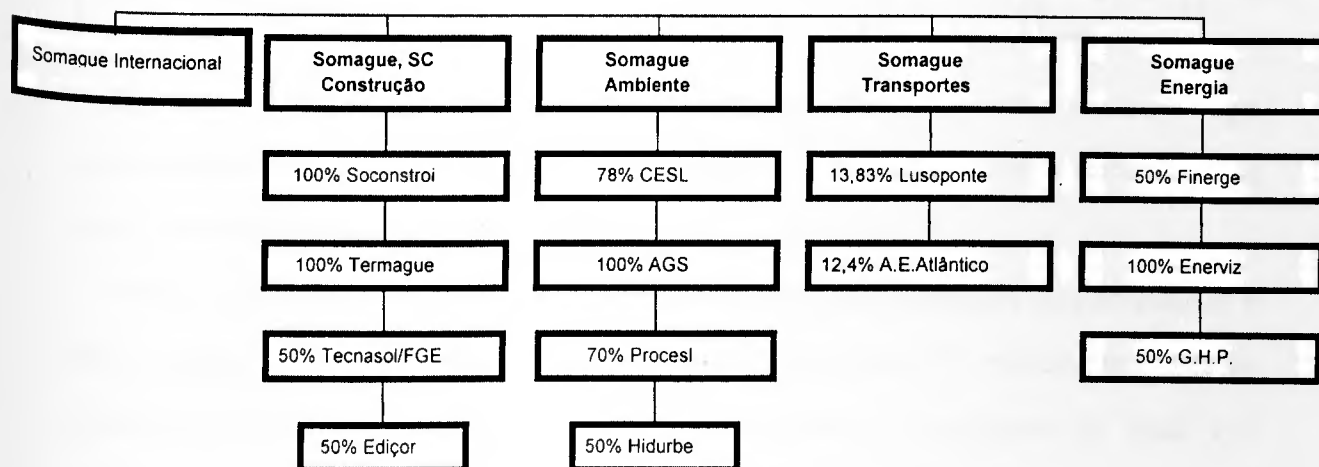 Somague Internacional
Somague, SC
Construção
Somague
Ambiente
Somague
Transportes
Somague
Energia
100% Soconstroi
78% CESL
13,83% Lusoponte
50% Finerge
100% Termague
100% AGS
12,4% A.E.Atlântico
100% Enerviz
50% Tecnasol/FGE
70% Procesl
50% G.H.P.
50% Ediçor
50% Hidurbe